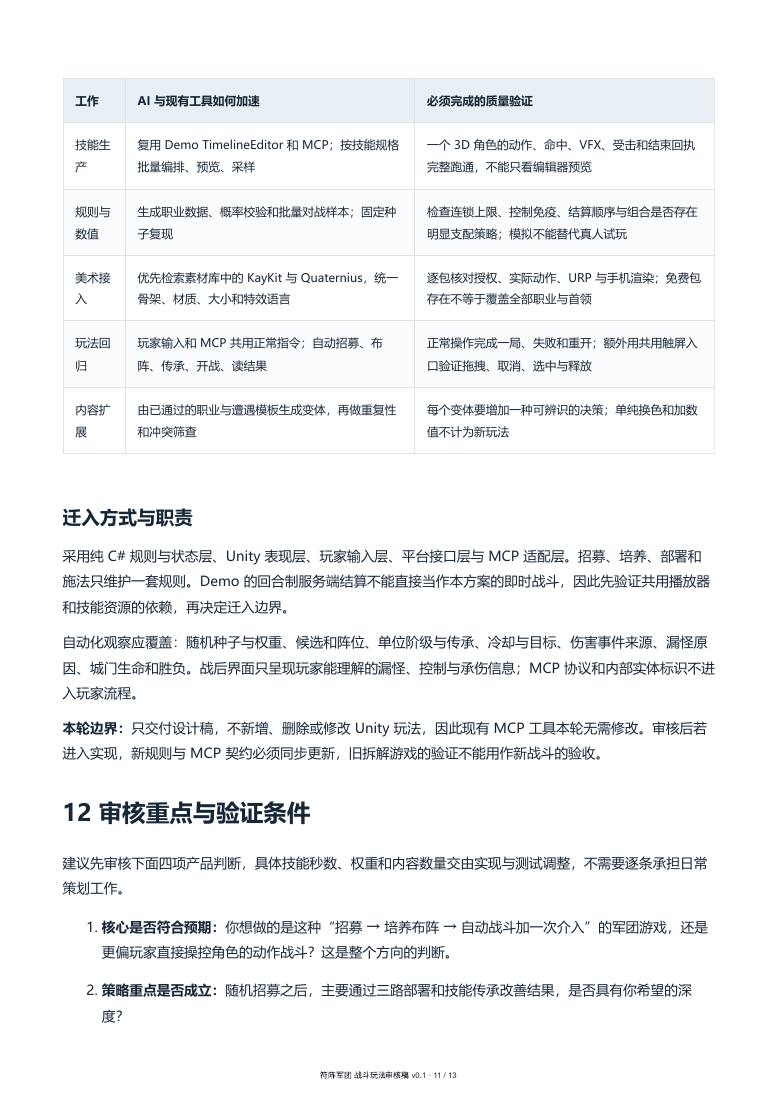 工作 AI 与现有工具如何加速 必须完成的质量验证
技能生 复用 Demo TimelineEditor 和 MCP；按技能规格 一个 3D 角色的动作、命中、VFX、受击和结束回执
产 批量编排、预览、采样 完整跑通，不能只看编辑器预览
规则与 生成职业数据、概率校验和批量对战样本；固定种 检查连锁上限、控制免疫、结算顺序与组合是否存在
数值 子复现 明显支配策略；模拟不能替代真人试玩
美术接 优先检索素材库中的 KayKit 与 Quaternius，统一 逐包核对授权、实际动作、URP 与手机渲染；免费包
入 骨架、材质、大小和特效语言 存在不等于覆盖全部职业与首领
玩法回 玩家输入和 MCP 共用正常指令；自动招募、布 正常操作完成一局、失败和重开；额外用共用触屏入
归 阵、传承、开战、读结果 口验证拖拽、取消、选中与释放
内容扩 由已通过的职业与遭遇模板生成变体，再做重复性 每个变体要增加一种可辨识的决策；单纯换色和加数
展 和冲突筛查 值不计为新玩法
迁入方式与职责
采用纯 C# 规则与状态层、Unity 表现层、玩家输入层、平台接口层与 MCP 适配层。招募、培养、部署和
施法只维护一套规则。Demo 的回合制服务端结算不能直接当作本方案的即时战斗，因此先验证共用播放器
和技能资源的依赖，再决定迁入边界。
自动化观察应覆盖：随机种子与权重、候选和阵位、单位阶级与传承、冷却与目标、伤害事件来源、漏怪原
因、城门生命和胜负。战后界面只呈现玩家能理解的漏怪、控制与承伤信息；MCP 协议和内部实体标识不进
入玩家流程。
本轮边界：只交付设计稿，不新增、删除或修改 Unity 玩法，因此现有 MCP 工具本轮无需修改。审核后若
进入实现，新规则与 MCP 契约必须同步更新，旧拆解游戏的验证不能用作新战斗的验收。
12 审核重点与验证条件
建议先审核下面四项产品判断，具体技能秒数、权重和内容数量交由实现与测试调整，不需要逐条承担日常
策划工作。
1. 核心是否符合预期：你想做的是这种“招募 → 培养布阵 → 自动战斗加一次介入”的军团游戏，还是
更偏玩家直接操控角色的动作战斗？这是整个方向的判断。
2. 策略重点是否成立：随机招募之后，主要通过三路部署和技能传承改善结果，是否具有你希望的深
度？
符阵军团 战斗玩法审核稿 v0.1 · 11 / 13